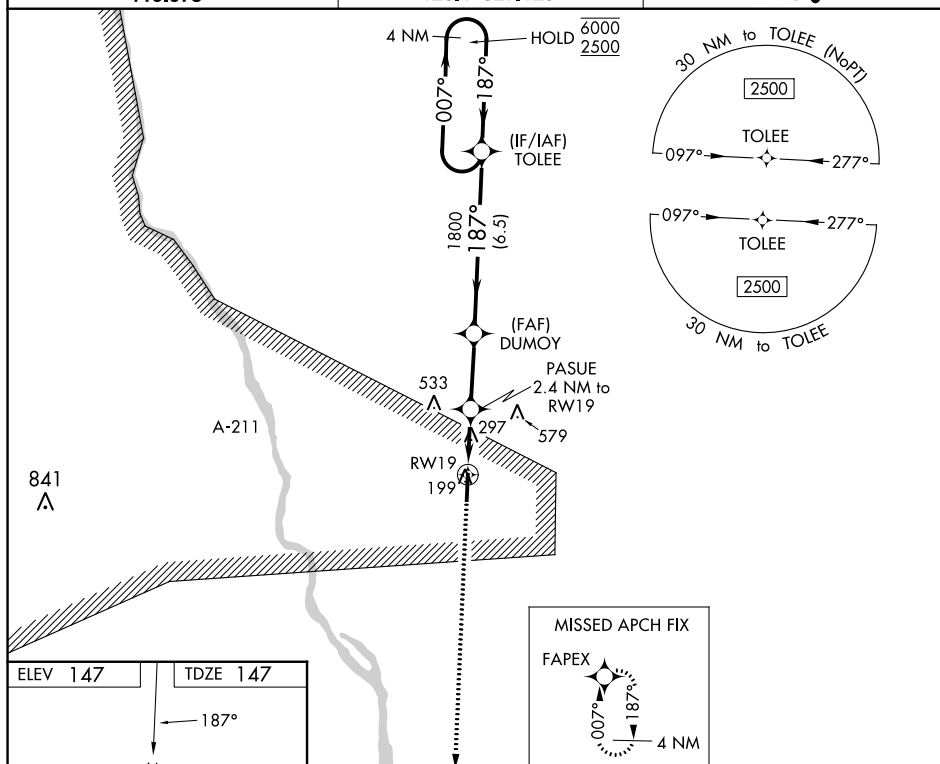 4 NM
HOLD
6000
2500
007°
187°
(IF/IAF)
TOLEE
30 NM to TOLEE (NoPT)
2500
TOLEE
097°
277°
097°
277°
TOLEE
2500
30 NM to TOLEE
1800
187°
(6.5)
(FAF)
DUMOY
PASUE
2.4 NM to
RW19
533
579
297
A-211
RW19
199
841
MISSED APCH FIX
FAPEX
007°
187°
4 NM
ELEV 147
TDZE 147
187°